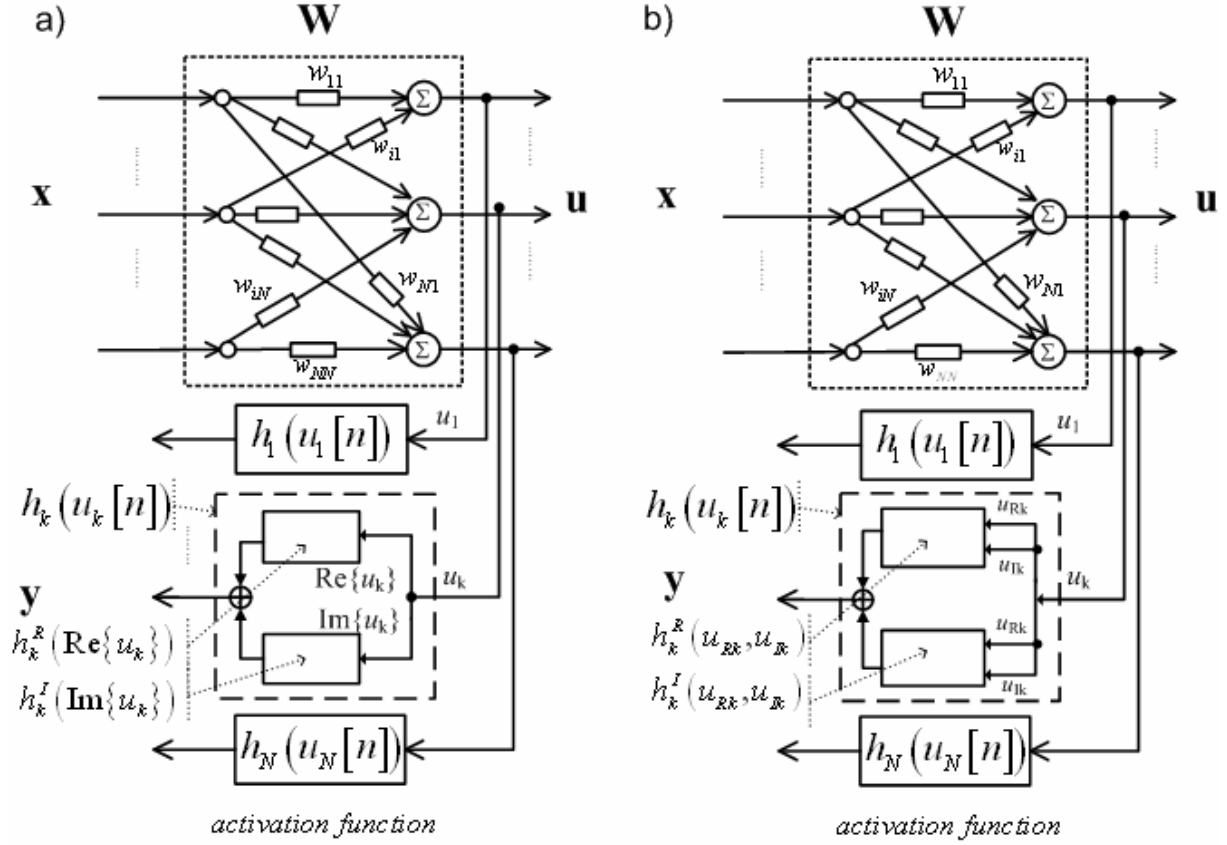 a)
W
w11
wi1
x
u
wiN
wN1
wNN
Σ
Σ
Σ
h1(u1[n])
u1
hk(uk[n])
Re{uk}
uk
Im{uk}
y
hkR(Re{uk})
hkI(Im{uk})
hN(uN[n])
activation function
b)
W
w11
wi1
x
u
wiN
wN1
wNN
Σ
Σ
Σ
h1(u1[n])
u1
hk(uk[n])
uRk
uIk
uk
y
uRk
hkR(uRk,uIk)
hkI(uRk,uIk)
uIk
hN(uN[n])
activation function